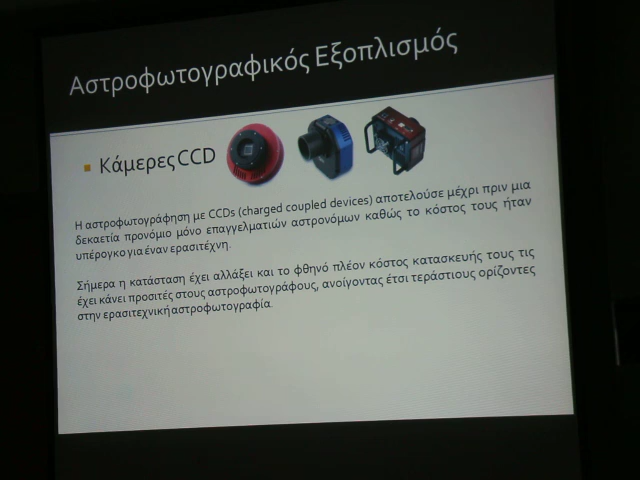 Αστροφωτογραφικός Εξοπλισμός
Κάμερες CCD
Η αστροφωτογράφηση με CCDs (charged coupled devices) αποτελούσε μέχρι πριν μια
δεκαετία προνόμιο μόνο επαγγελματιών αστρονόμων καθώς το κόστος τους ήταν
υπέρογκο για έναν ερασιτέχνη.
Σήμερα η κατάσταση έχει αλλάξει και το φθηνό πλέον κόστος κατασκευής τους τις
έχει κάνει προσιτές στους αστροφωτογράφους, ανοίγοντας έτσι τεράστιους ορίζοντες
στην ερασιτεχνική αστροφωτογραφία.